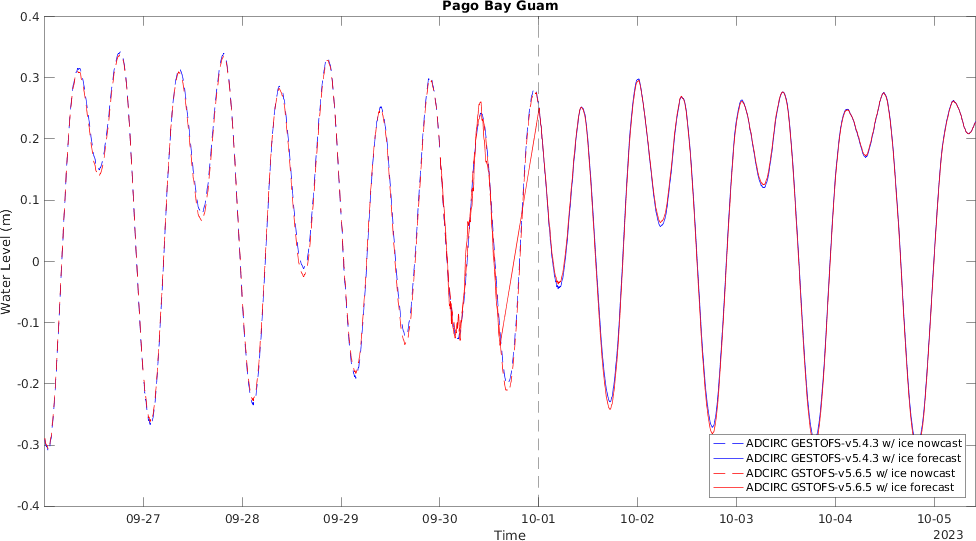 Pago Bay Guam
0.4
0.3
0.2
0.1
0
-0.1
-0.2
-0.3
-0.4
Water Level (m)
ADCIRC GESTOFS-v5.4.3 w/ ice nowcast
ADCIRC GESTOFS-v5.4.3 w/ ice forecast
ADCIRC GSTOFS-v5.6.5 w/ ice nowcast
ADCIRC GSTOFS-v5.6.5 w/ ice forecast
09-27 09-28 09-29 09-30 10-01 10-02 10-03 10-04 10-05
Time
2023